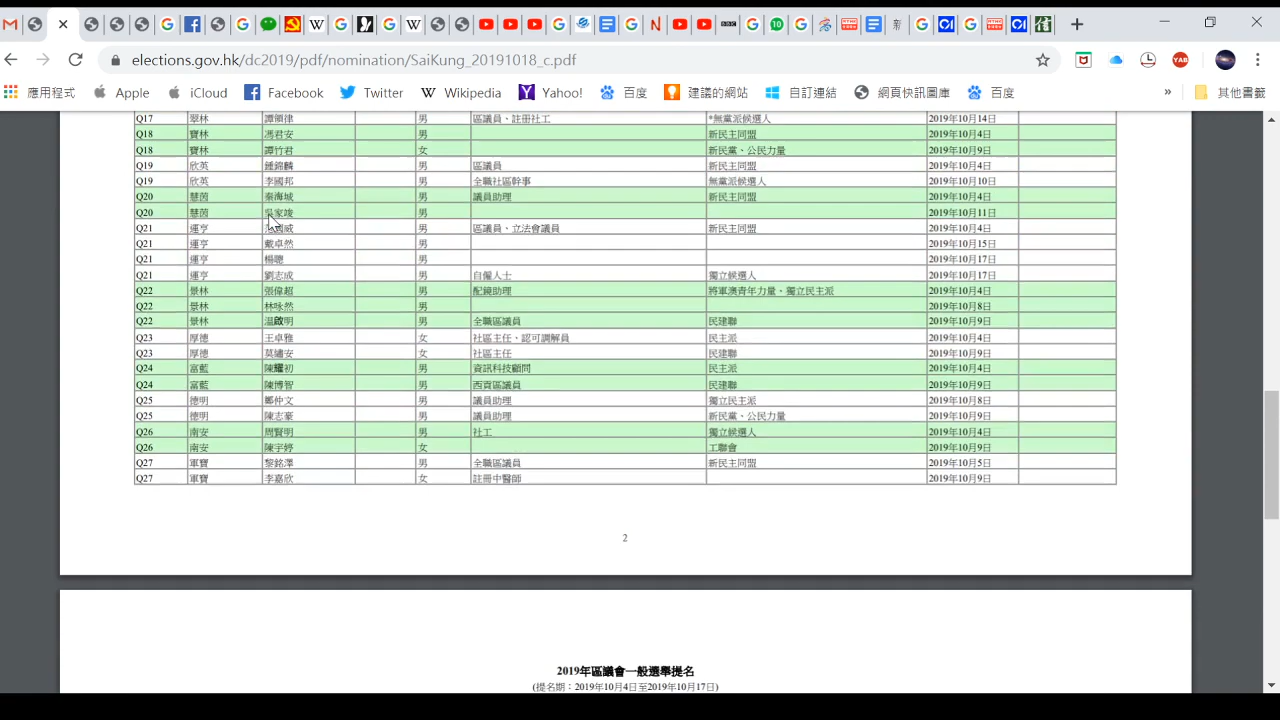 elections.gov.hk/dc2019/pdf/nomination/SaiKung_20191018_c.pdf
應用程式 Apple iCloud Facebook Twitter Wikipedia Yahoo! 百度 建議的網站 自訂連結 網頁快訊圖庫 百度 » 其他書籤
Q17 翠林 譚領律 男 區議員、註册社工 *無黨派候選人 2019年10月14日
Q18 寶林 馮君安 男 新民主同盟 2019年10月4日
Q18 寶林 譚竹君 女 新民黨、公民力量 2019年10月9日
Q19 欣英 鍾錦麟 男 區議員 新民主同盟 2019年10月4日
Q19 欣英 李國邦 男 全職社區幹事 無黨派候選人 2019年10月10日
Q20 慧茵 秦海城 男 議員助理 新民主同盟 2019年10月4日
Q20 慧茵 吳家竣 男 2019年10月11日
Q21 運亨 威 男 區議員、立法會議員 新民主同盟 2019年10月4日
Q21 運亨 戴卓然 男 2019年10月15日
Q21 運亨 楊聰 男 2019年10月17日
Q21 運亨 劉志成 男 自僱人士 獨立候選人 2019年10月17日
Q22 景林 張偉超 男 配鏡助理 將軍澳青年力量、獨立民主派 2019年10月4日
Q22 景林 林咏然 男 2019年10月8日
Q22 景林 温啟明 男 全職區議員 民建聯 2019年10月9日
Q23 厚德 王卓雅 女 社區主任、認可調解員 民主派 2019年10月4日
Q23 厚德 莫繡安 女 社區主任 民建聯 2019年10月9日
Q24 富藍 陳耀初 男 資訊科技顧問 民主派 2019年10月4日
Q24 富藍 陳博智 男 西貢區議員 民建聯 2019年10月9日
Q25 德明 鄭仲文 男 議員助理 獨立民主派 2019年10月8日
Q25 德明 陳志豪 男 議員助理 新民黨、公民力量 2019年10月9日
Q26 南安 周賢明 男 社工 獨立候選人 2019年10月4日
Q26 南安 陳宇婷 女 工聯會 2019年10月9日
Q27 軍寶 黎銘澤 男 全職區議員 新民主同盟 2019年10月5日
Q27 軍寶 李嘉欣 女 註冊中醫師 2019年10月9日
2
2019年區議會一般選舉提名
(提名期：2019年10月4日至2019年10月17日)